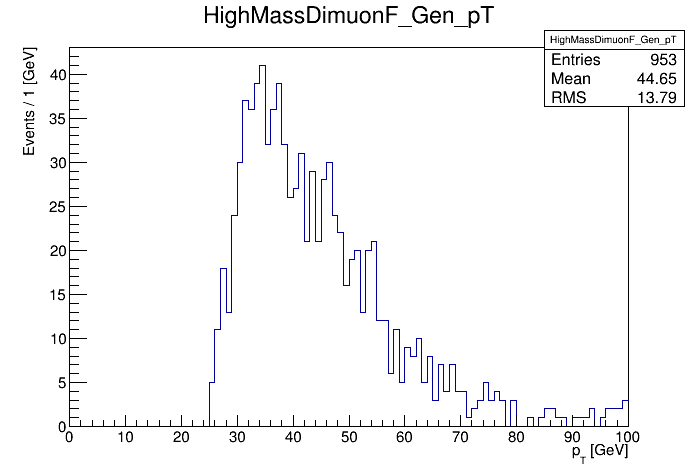 HighMassDimuonF_Gen_pT
HighMassDimuonF_Gen_pT
Entries 953
Mean 44.65
RMS 13.79
Events / 1 [GeV]
40
35
30
25
20
15
10
5
0
0 10 20 30 40 50 60 70 80 90 100
p_T [GeV]